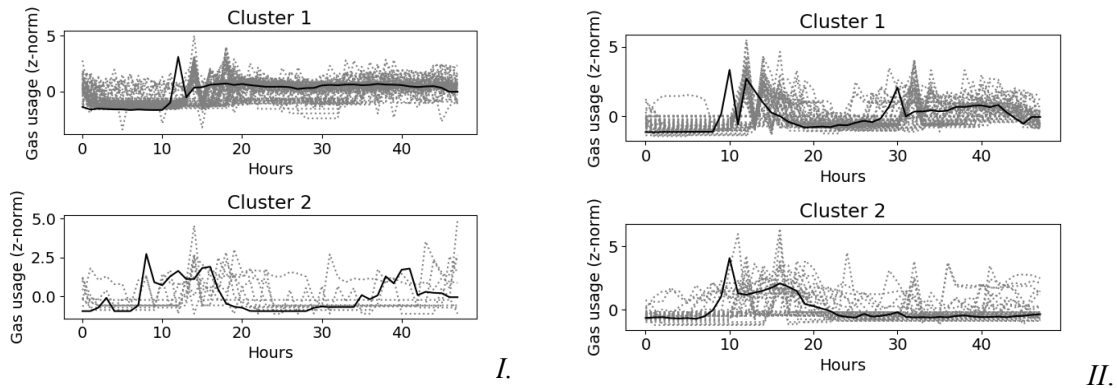 Cluster 1
Gas usage (z-norm)
5
0
0 10 20 30 40
Hours
Cluster 2
Gas usage (z-norm)
5.0
2.5
0.0
0 10 20 30 40
Hours
I.
Cluster 1
Gas usage (z-norm)
5
0
0 10 20 30 40
Hours
Cluster 2
Gas usage (z-norm)
5
0
0 10 20 30 40
Hours
II.